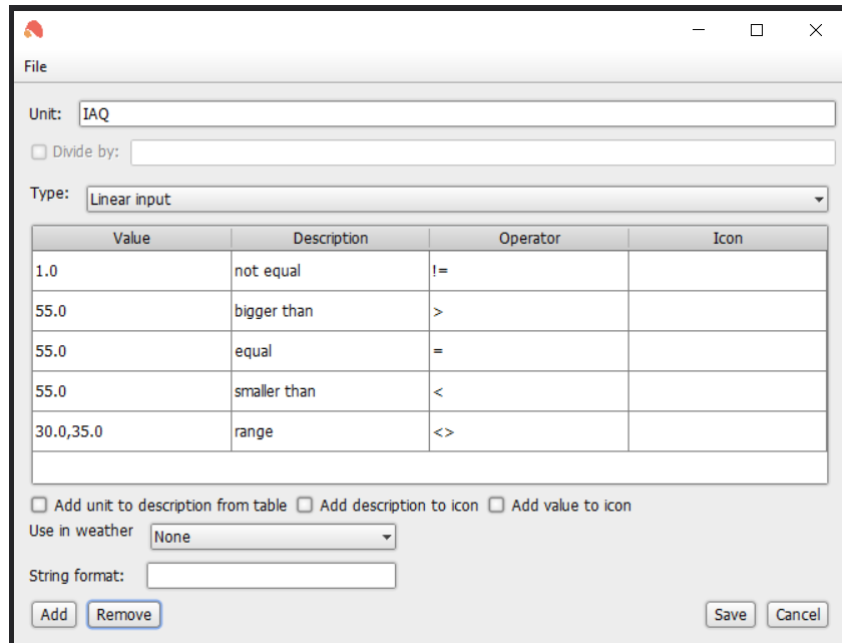 File
Unit: IAQ
Divide by:
Type: Linear input
Value Description Operator Icon
1.0 not equal !=
55.0 bigger than >
55.0 equal =
55.0 smaller than <
30.0,35.0 range <>
Add unit to description from table Add description to icon Add value to icon
Use in weather None
String format:
Add Remove Save Cancel